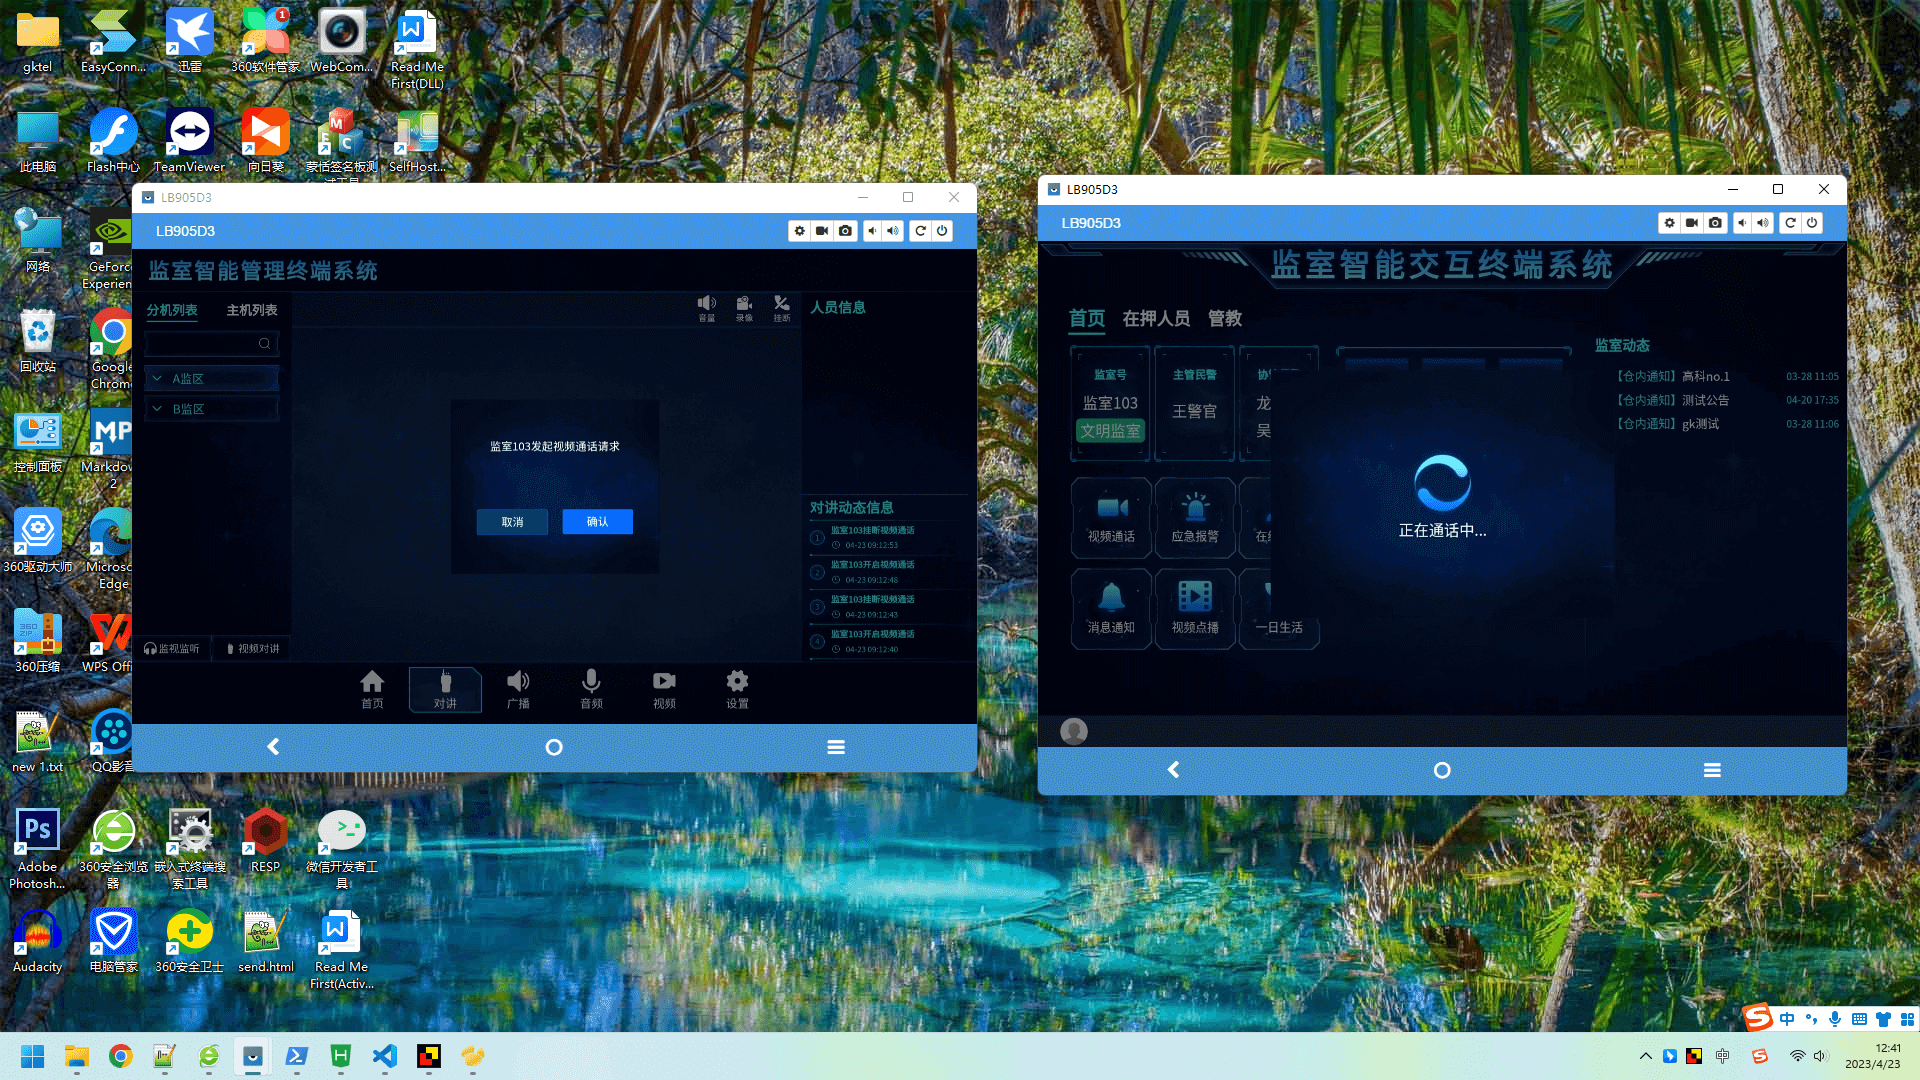 gktel
EasyConn...
迅雷
360软件管家
WebCom...
Read Me
First(DLL)
此电脑
Flash中心
TeamViewer
向日葵
蒙恬签名板测
SelfHost...
网络
GeForce
Experien
回收站
Google
Chrome
控制面板
Markdow
2
360驱动大师
Microso
Edge
360压缩
WPS Offi
new 1.txt
QQ影音
Adobe
Photosh...
360安全浏览
器
嵌入式终端搜
索工具
RESP
微信开发者工
具
Audacity
电脑管家
360安全卫士
send.html
Read Me
First(Activ...
LB905D3
LB905D3
监室智能管理终端系统
分机列表
主机列表
A监区
B监区
音量
录像
挂断
人员信息
监室103发起视频通话请求
取消
确认
对讲动态信息
1
监室103挂断视频通话
04-23 09:12:53
2
监室103开启视频通话
04-23 09:12:48
3
监室103挂断视频通话
04-23 09:12:43
4
监室103开启视频通话
04-23 09:12:40
监视监听
视频对讲
首页
对讲
广播
音频
视频
设置
LB905D3
LB905D3
监室智能交互终端系统
首页
在押人员
管教
监室号
监室103
文明监室
主管民警
王警官
协
龙
吴
监室动态
【仓内通知】高科no.1
03-28 11:05
【仓内通知】测试公告
04-20 17:35
【仓内通知】gk测试
03-28 11:06
正在通话中...
视频通话
应急报警
在
消息通知
视频点播
一日生活
中
中
12:41
2023/4/23